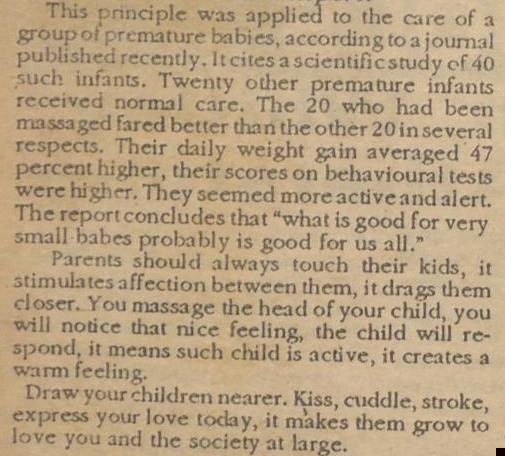 This principle was applied to the care of a
group of premature babies, according to a journal
published recently. It cites a scientific study of 40
such infants. Twenty other premature infants
received normal care. The 20 who had been
massaged fared better than the other 20 in several
respects. Their daily weight gain averaged 47
percent higher, their scores on behavioural tests
were higher. They seemed more active and alert.
The report concludes that "what is good for very
small babes probably is good for us all."
Parents should always touch their kids, it
stimulates affection between them, it drags them
closer. You massage the head of your child, you
will notice that nice feeling, the child will re-
spond, it means such child is active, it creates a
warm feeling.
Draw your children nearer. Kiss, cuddle, stroke,
express your love today, it makes them grow to
love you and the society at large.